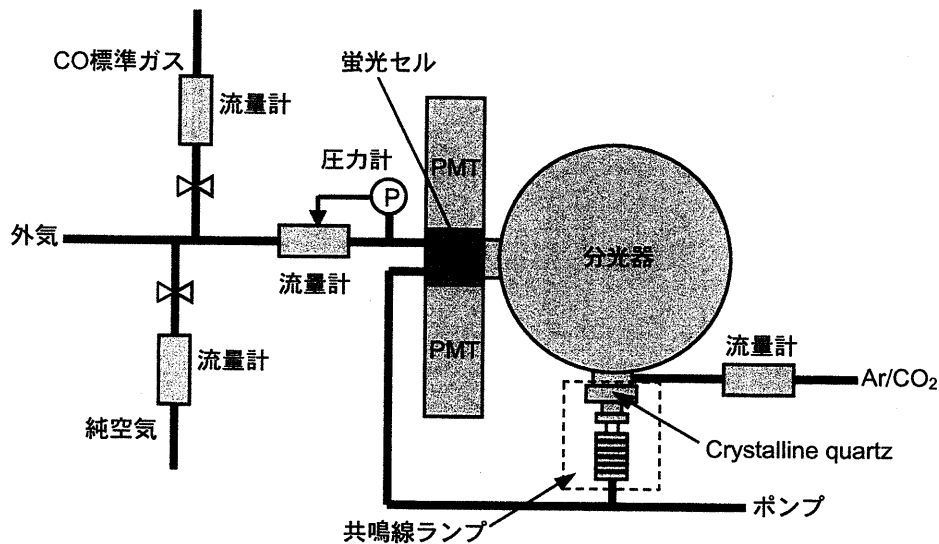 CO標準ガス
流量計
蛍光セル
圧力計
P
PMT
外気
流量計
分光器
PMT
流量計
純空気
流量計
Ar/CO₂
Crystalline quartz
共鳴線ランプ
ポンプ